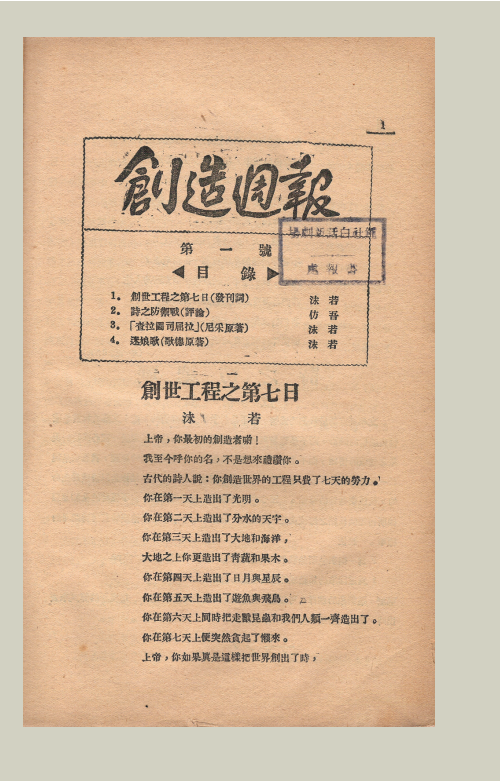 1
創造週報
第一號
◀目錄▶
1。 創世工程之第七日(發刊詞) 沫若
2。 詩之防禦戰(評論) 仿吾
3。 「查拉圖司屈拉」(尼采原著) 沫若
4。 迷娘歌(歌德原著) 沫若
創世工程之第七日
沫若
上帝,你最初的創造者喲!
我至今呼你的名,不是想來禮讚你。
古代的詩人說:你創造世界的工程只費了七天的勞力。
你在第一天上造出了光明。
你在第二天上造出了分水的天宇。
你在第三天上造出了大地和海洋,
大地之上你更造出了青蔬和果木。
你在第四天上造出了日月與星辰。
你在第五天上造出了遊魚與飛鳥。
你在第六天上同時把走獸昆蟲和我們人類一齊造出了。
你在第七天上便突然貪起了懶來。
上帝,你如果眞是這樣把世界創出了時,